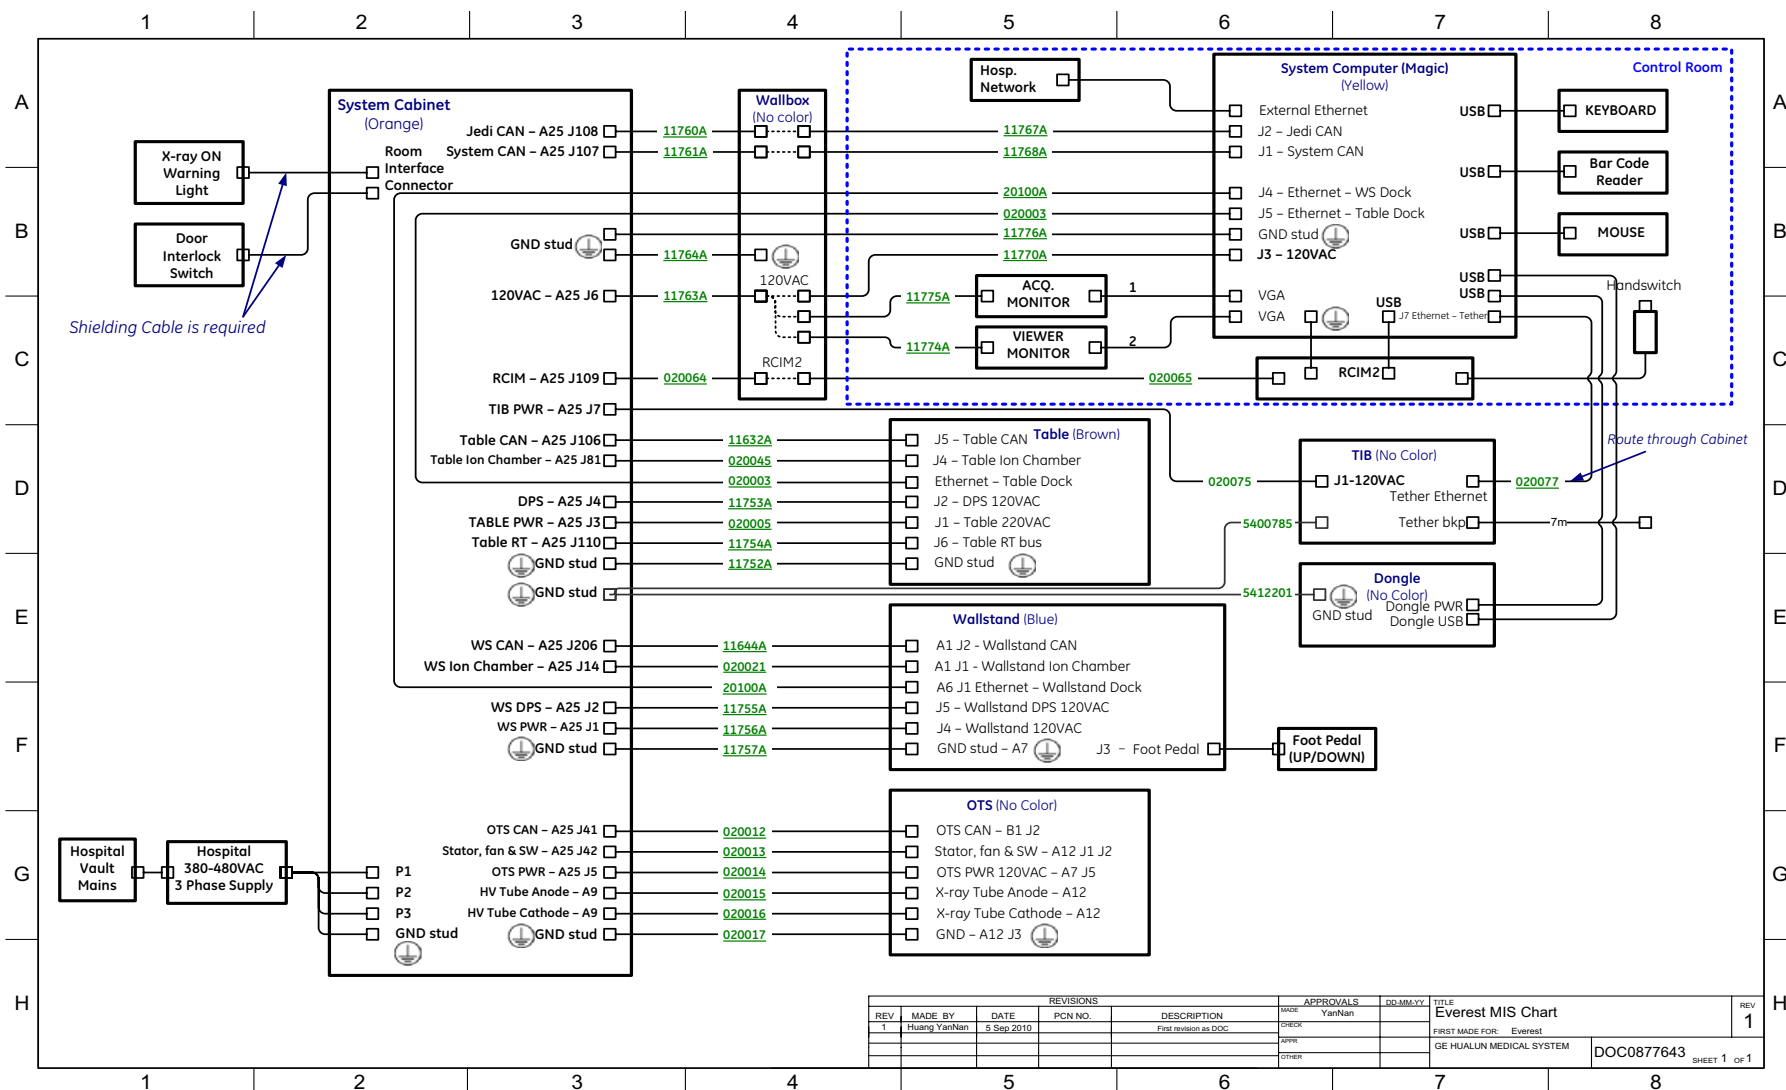 1 2 3 4 5 6 7 8
A
B
C
D
E
F
G
H
A
B
C
D
E
F
G
H
X-ray ON
Warning
Light
Door
Interlock
Switch
Shielding Cable is required
Hospital
Vault
Mains
Hospital
380-480VAC
3 Phase Supply
System Cabinet
(Orange)
Room
Interface
Connector
Jedi CAN – A25 J108
System CAN – A25 J107
GND stud
120VAC – A25 J6
RCIM – A25 J109
TIB PWR – A25 J7
Table CAN – A25 J106
Table Ion Chamber – A25 J81
DPS – A25 J4
TABLE PWR – A25 J3
Table RT – A25 J110
GND stud
GND stud
WS CAN – A25 J206
WS Ion Chamber – A25 J14
WS DPS – A25 J2
WS PWR – A25 J1
GND stud
OTS CAN – A25 J41
Stator, fan & SW – A25 J42
OTS PWR – A25 J5
HV Tube Anode – A9
HV Tube Cathode – A9
GND stud
P1
P2
P3
GND stud
11760A
11761A
11764A
11763A
020064
11632A
020045
020003
11753A
020005
11754A
11752A
11644A
020021
20100A
11755A
11756A
11757A
020012
020013
020014
020015
020016
020017
Wallbox
(No color)
120VAC
RCIM2
Control Room
Hosp.
Network
11767A
11768A
20100A
020003
11776A
11770A
11775A
11774A
020065
ACQ.
MONITOR
1
VIEWER
MONITOR
2
System Computer (Magic)
(Yellow)
External Ethernet
J2 – Jedi CAN
J1 – System CAN
J4 – Ethernet – WS Dock
J5 – Ethernet – Table Dock
GND stud
J3 – 120VAC
VGA
VGA
USB
USB
USB
USB
USB
USB
J7 Ethernet – Tether
KEYBOARD
Bar Code
Reader
MOUSE
Handswitch
RCIM2
Table (Brown)
J5 – Table CAN
J4 – Table Ion Chamber
Ethernet – Table Dock
J2 – DPS 120VAC
J1 – Table 220VAC
J6 – Table RT bus
GND stud
020075
5400785
5412201
TIB (No Color)
J1-120VAC
Tether Ethernet
Tether bkp
020077
7m
Route through Cabinet
Dongle
(No Color)
GND stud
Dongle PWR
Dongle USB
Wallstand (Blue)
A1 J2 - Wallstand CAN
A1 J1 - Wallstand Ion Chamber
A6 J1 Ethernet – Wallstand Dock
J5 – Wallstand DPS 120VAC
J4 – Wallstand 120VAC
GND stud – A7
J3 – Foot Pedal
Foot Pedal
(UP/DOWN)
OTS (No Color)
OTS CAN – B1 J2
Stator, fan & SW – A12 J1 J2
OTS PWR 120VAC – A7 J5
X-ray Tube Anode – A12
X-ray Tube Cathode – A12
GND – A12 J3
REVISIONS
REV MADE BY DATE PCN NO. DESCRIPTION
1 Huang YanNan 5 Sep 2010 First revision as DOC
APPROVALS DD-MM-YY
MADE YanNan
CHECK
APPR
OTHER
TITLE
Everest MIS Chart
FIRST MADE FOR: Everest
GE HUALUN MEDICAL SYSTEM
REV
1
DOC0877643 SHEET 1 OF 1
1 2 3 4 5 6 7 8